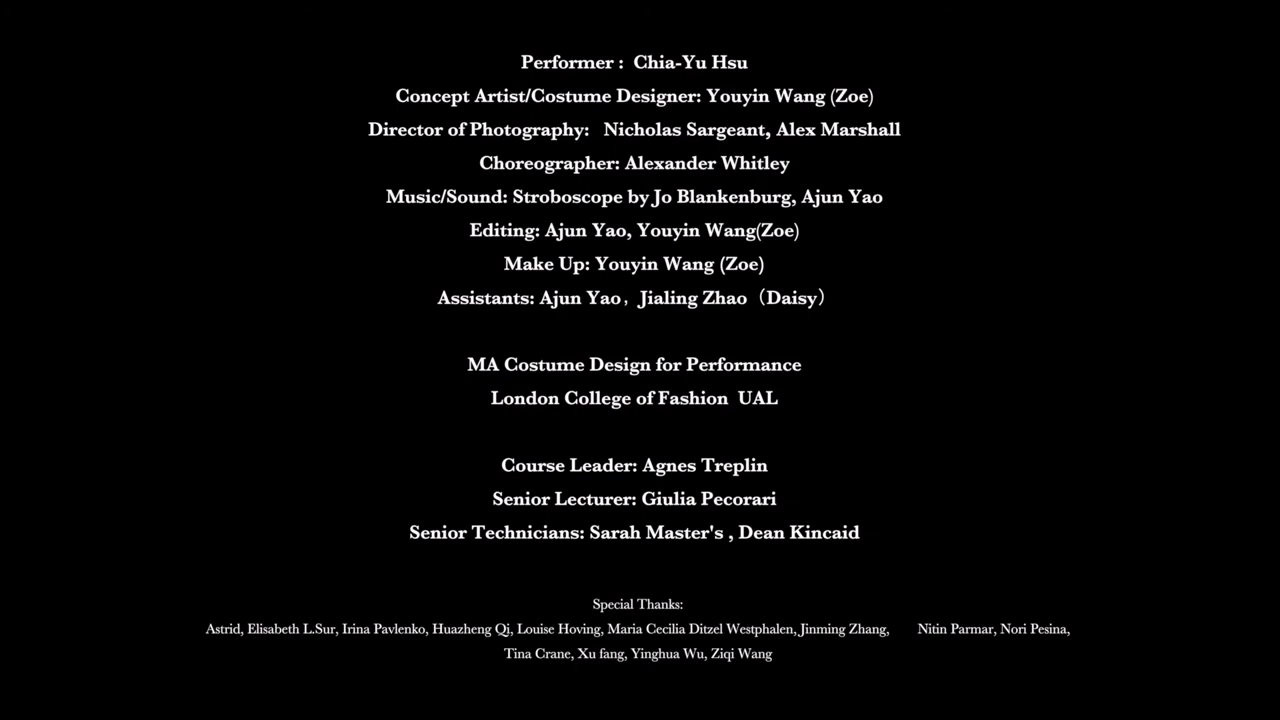 Performer :  Chia-Yu Hsu
Concept Artist/Costume Designer: Youyin Wang (Zoe)
Director of Photography:   Nicholas Sargeant, Alex Marshall
Choreographer: Alexander Whitley
Music/Sound: Stroboscope by Jo Blankenburg, Ajun Yao
Editing: Ajun Yao, Youyin Wang(Zoe)
Make Up: Youyin Wang (Zoe)
Assistants: Ajun Yao，Jialing Zhao（Daisy）
MA Costume Design for Performance
London College of Fashion  UAL
Course Leader: Agnes Treplin
Senior Lecturer: Giulia Pecorari
Senior Technicians: Sarah Master's , Dean Kincaid
Special Thanks:
Astrid, Elisabeth L.Sur, Irina Pavlenko, Huazheng Qi, Louise Hoving, Maria Cecilia Ditzel Westphalen, Jinming Zhang,       Nitin Parmar, Nori Pesina,
Tina Crane, Xu fang, Yinghua Wu, Ziqi Wang